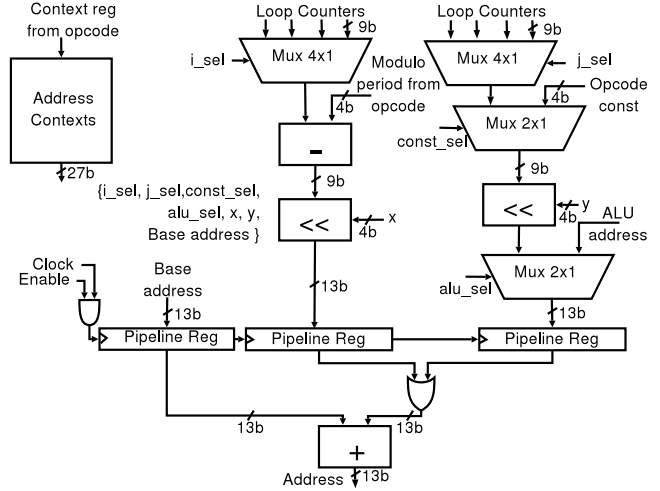 Context reg
from opcode
Loop Counters
Loop Counters
9b
9b
Mux 4x1
Mux 4x1
i_sel
j_sel
Address
Contexts
Modulo
period from
opcode
4b
Opcode
const
4b
Mux 2x1
const_sel
-
27b
9b
9b
{i_sel, j_sel,const_sel,
alu_sel, x, y,
Base address }
<<
x
4b
<<
y
4b
ALU
address
Mux 2x1
alu_sel
Clock
Enable
Base
address
13b
13b
13b
Pipeline Reg
Pipeline Reg
Pipeline Reg
13b
13b
+
Address
13b